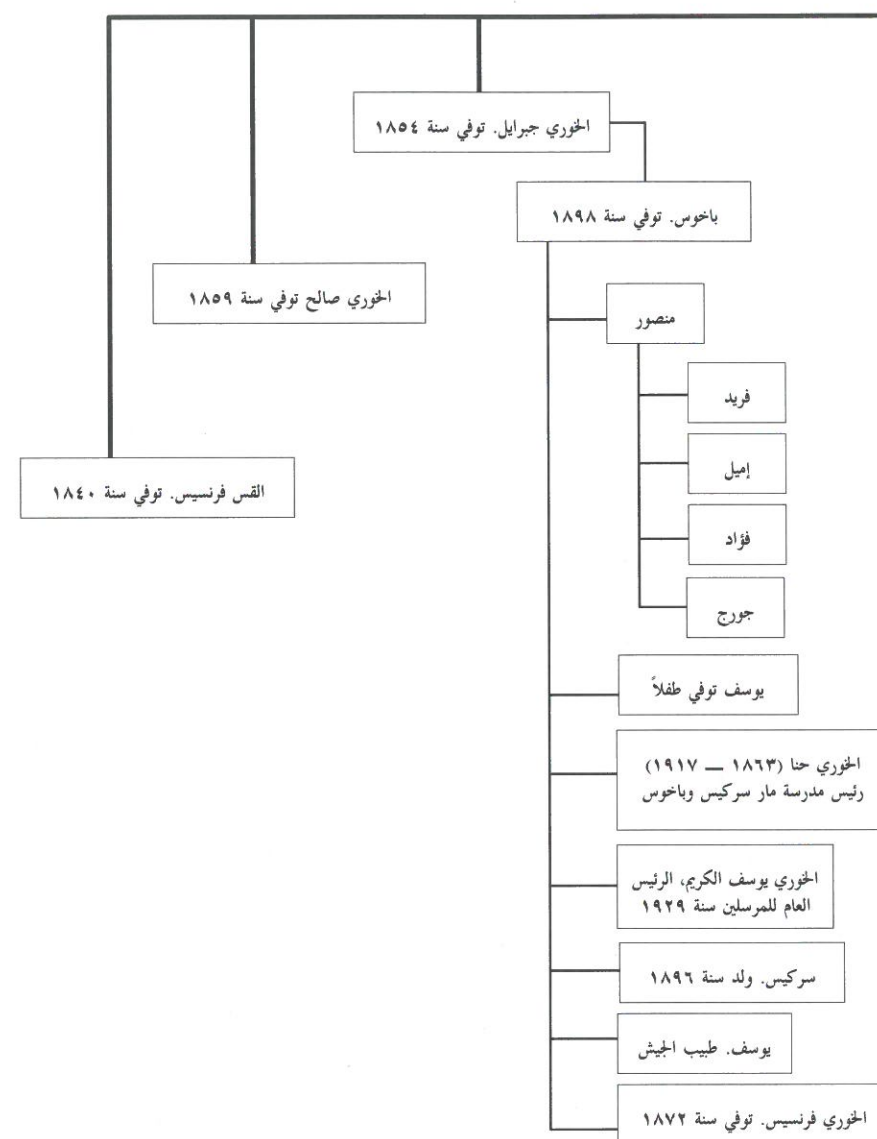 الخوري جبرايل. توفي سنة ١٨٥٤
باخوس. توفي سنة ١٨٩٨
الخوري صالح توفي سنة ١٨٥٩
منصور
فريد
إميل
القس فرنسيس. توفي سنة ١٨٤٠
فؤاد
جورج
يوسف توفي طفلاً
الخوري حنا (١٨٦٣ — ١٩١٧)
رئيس مدرسة مار سركيس وباخوس
الخوري يوسف الكريم، الرئيس
العام للمرسلين سنة ١٩٢٩
سركيس. ولد سنة ١٨٩٦
يوسف. طبيب الجيش
الخوري فرنسيس. توفي سنة ١٨٧٢